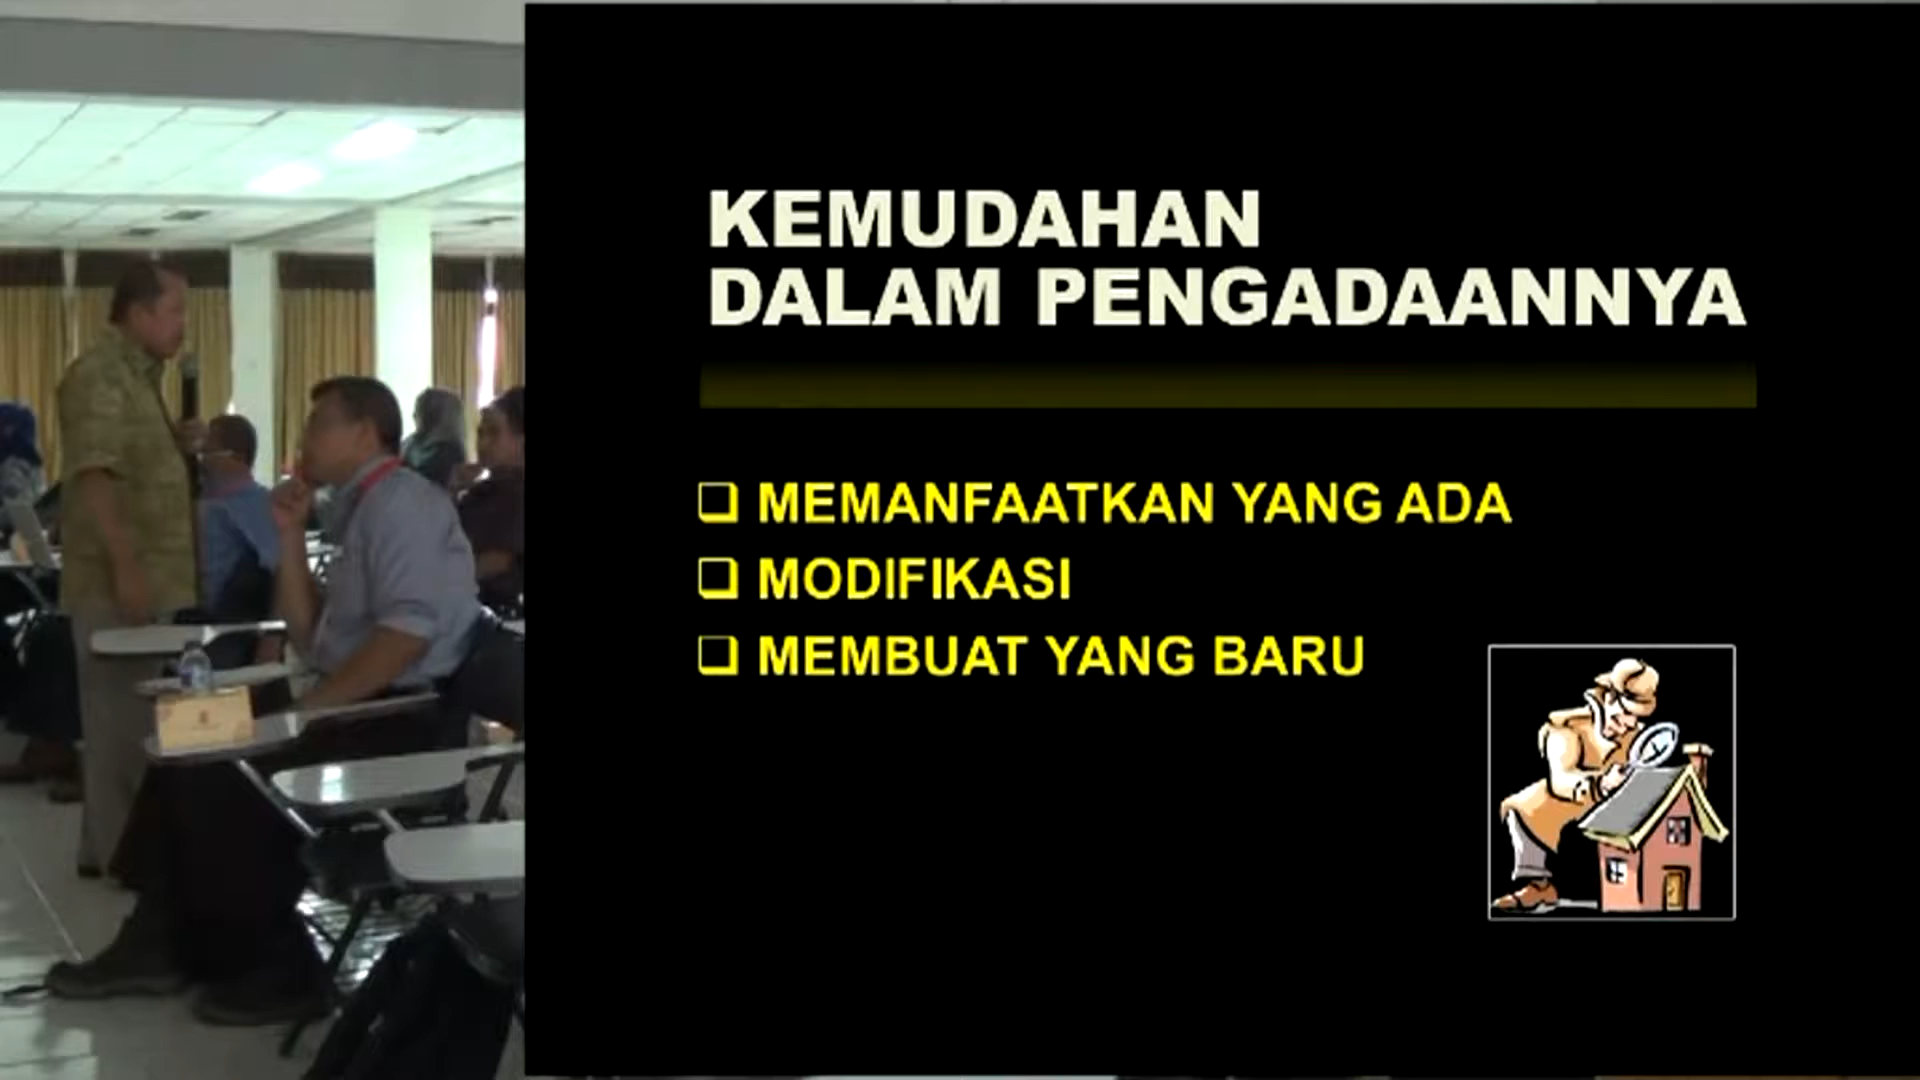 KEMUDAHAN
DALAM PENGADAANNYA
MEMANFAATKAN YANG ADA
MODIFIKASI
MEMBUAT YANG BARU